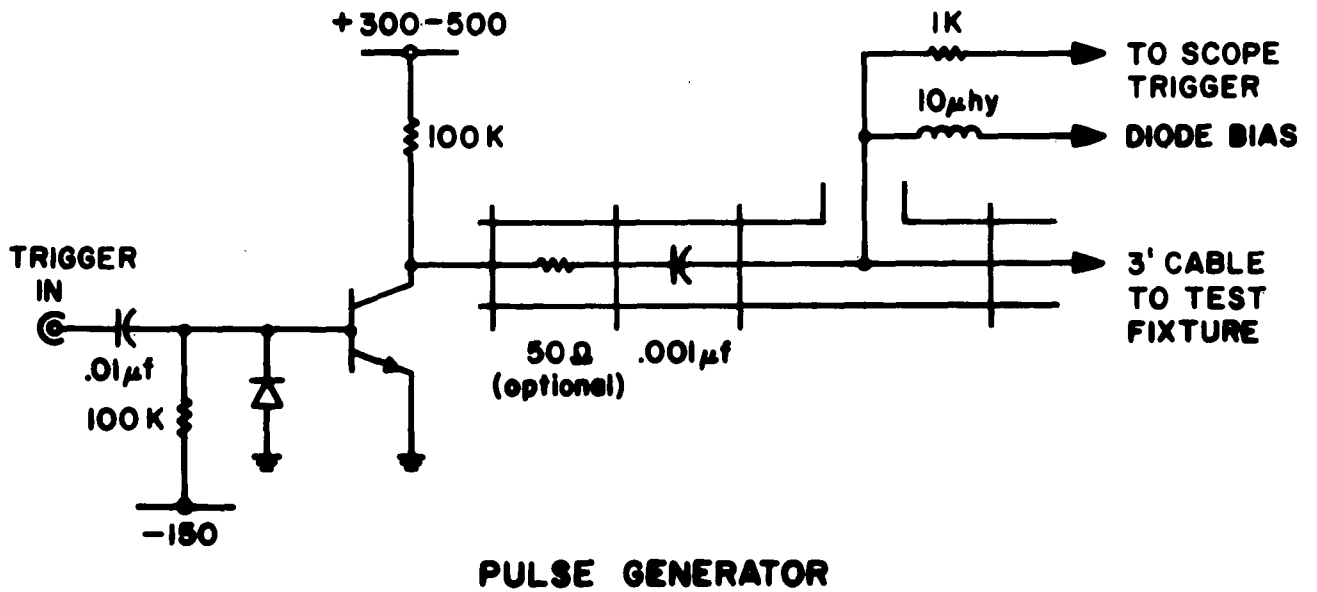 +300-500
100K
1K
TO SCOPE
TRIGGER
10μhy
DIODE BIAS
TRIGGER
IN
.01μf
100K
-150
50Ω
(optional)
.001μf
3' CABLE
TO TEST
FIXTURE
PULSE GENERATOR